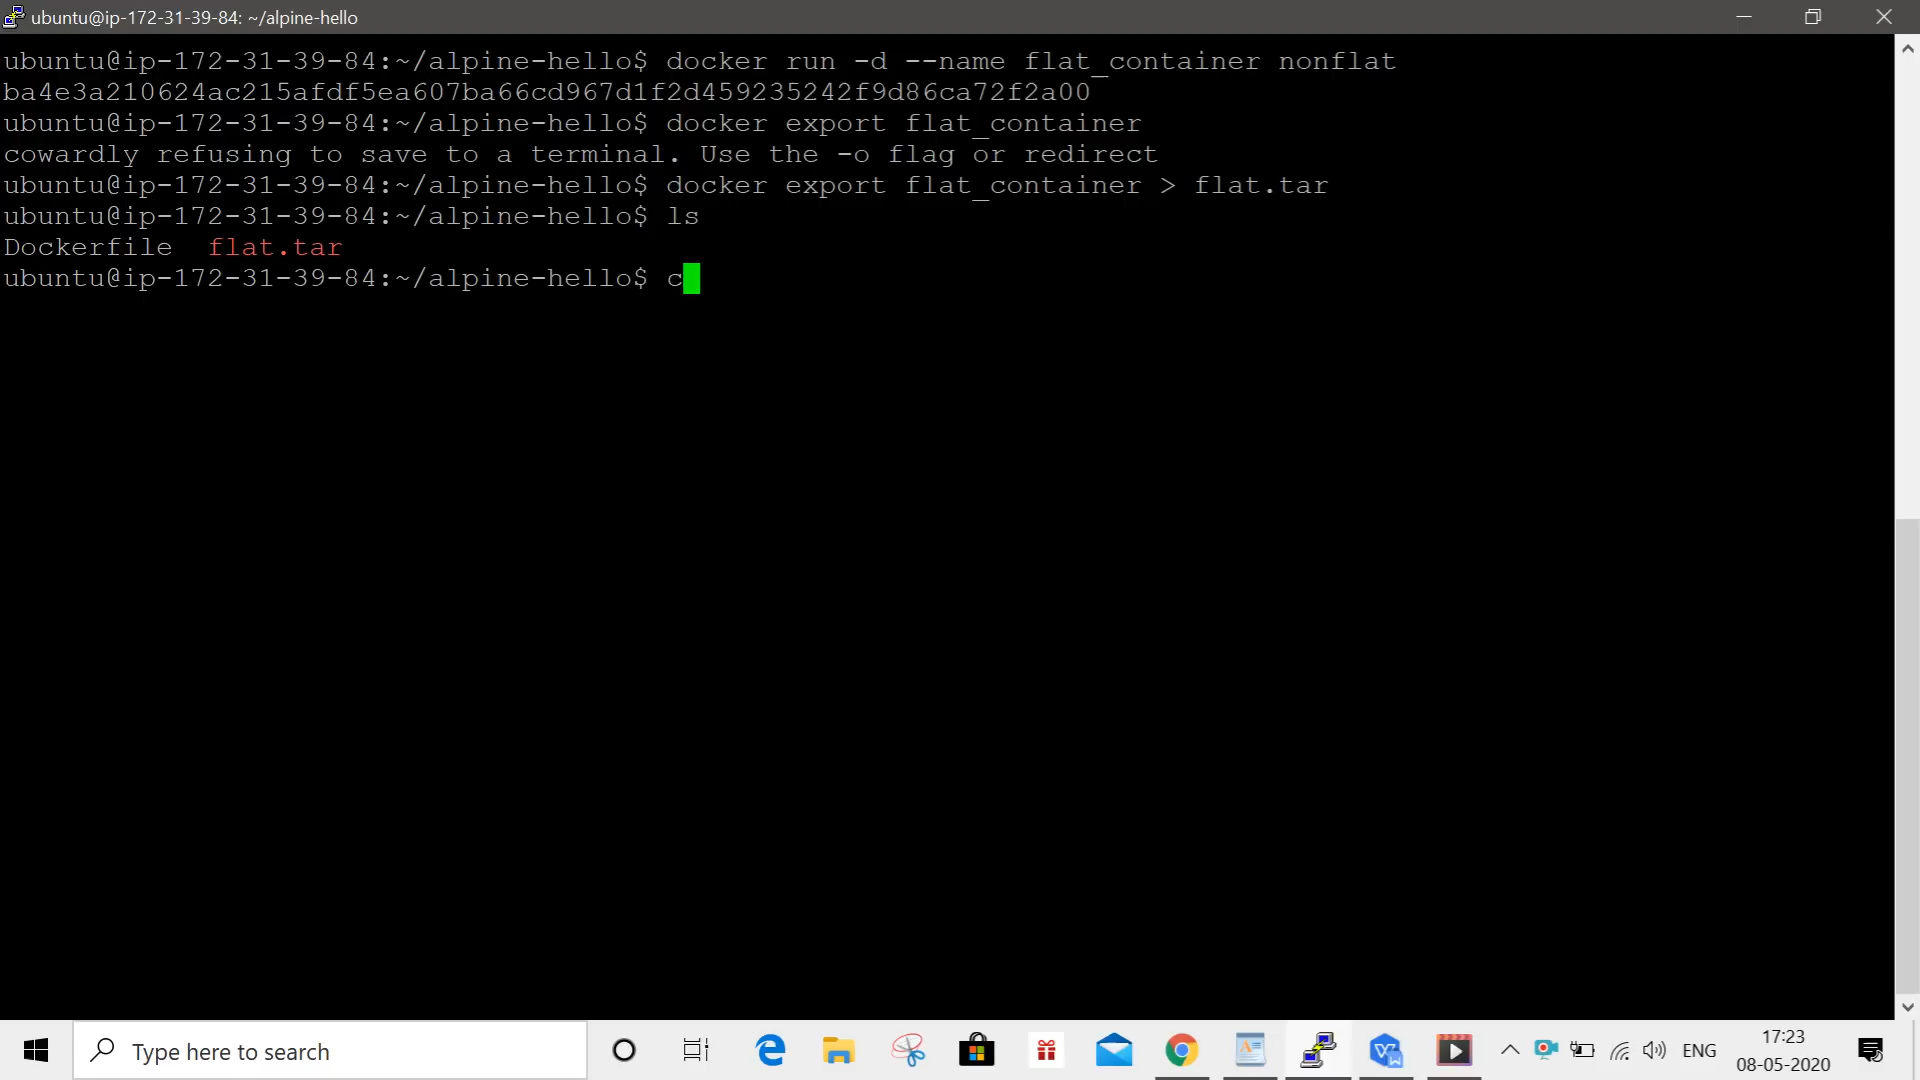 ubuntu@ip-172-31-39-84: ~/alpine-hello
ubuntu@ip-172-31-39-84:~/alpine-hello$ docker run -d --name flat_container nonflat
ba4e3a210624ac215afdf5ea607ba66cd967d1f2d459235242f9d86ca72f2a00
ubuntu@ip-172-31-39-84:~/alpine-hello$ docker export flat_container
cowardly refusing to save to a terminal. Use the -o flag or redirect
ubuntu@ip-172-31-39-84:~/alpine-hello$ docker export flat_container > flat.tar
ubuntu@ip-172-31-39-84:~/alpine-hello$ ls
Dockerfile  flat.tar
ubuntu@ip-172-31-39-84:~/alpine-hello$ c
Type here to search
ENG
17:23
08-05-2020